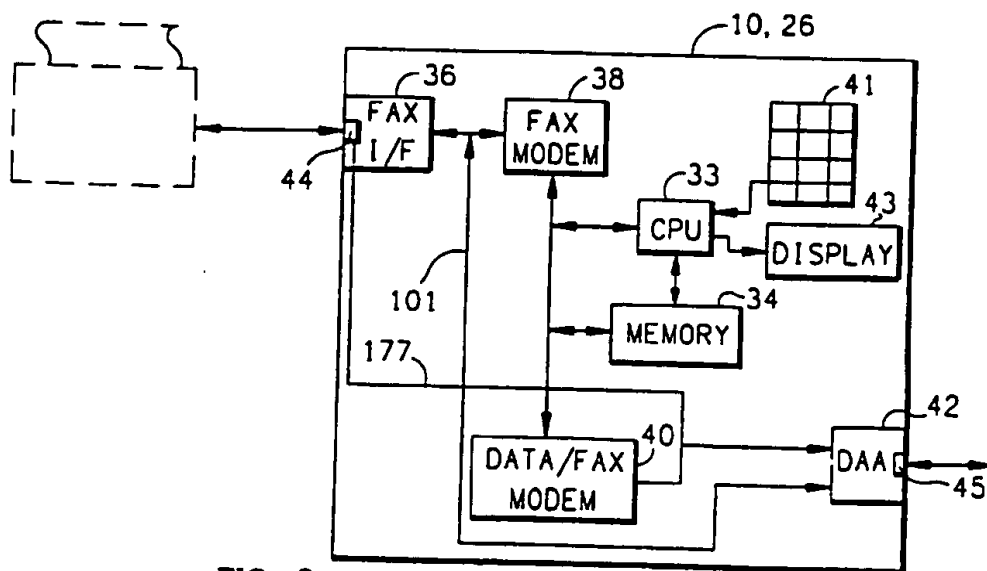 10, 26
36
38
41
FAX
I/F
FAX
MODEM
44
33
CPU
43
DISPLAY
101
34
MEMORY
177
42
40
DATA/FAX
MODEM
DAA
45